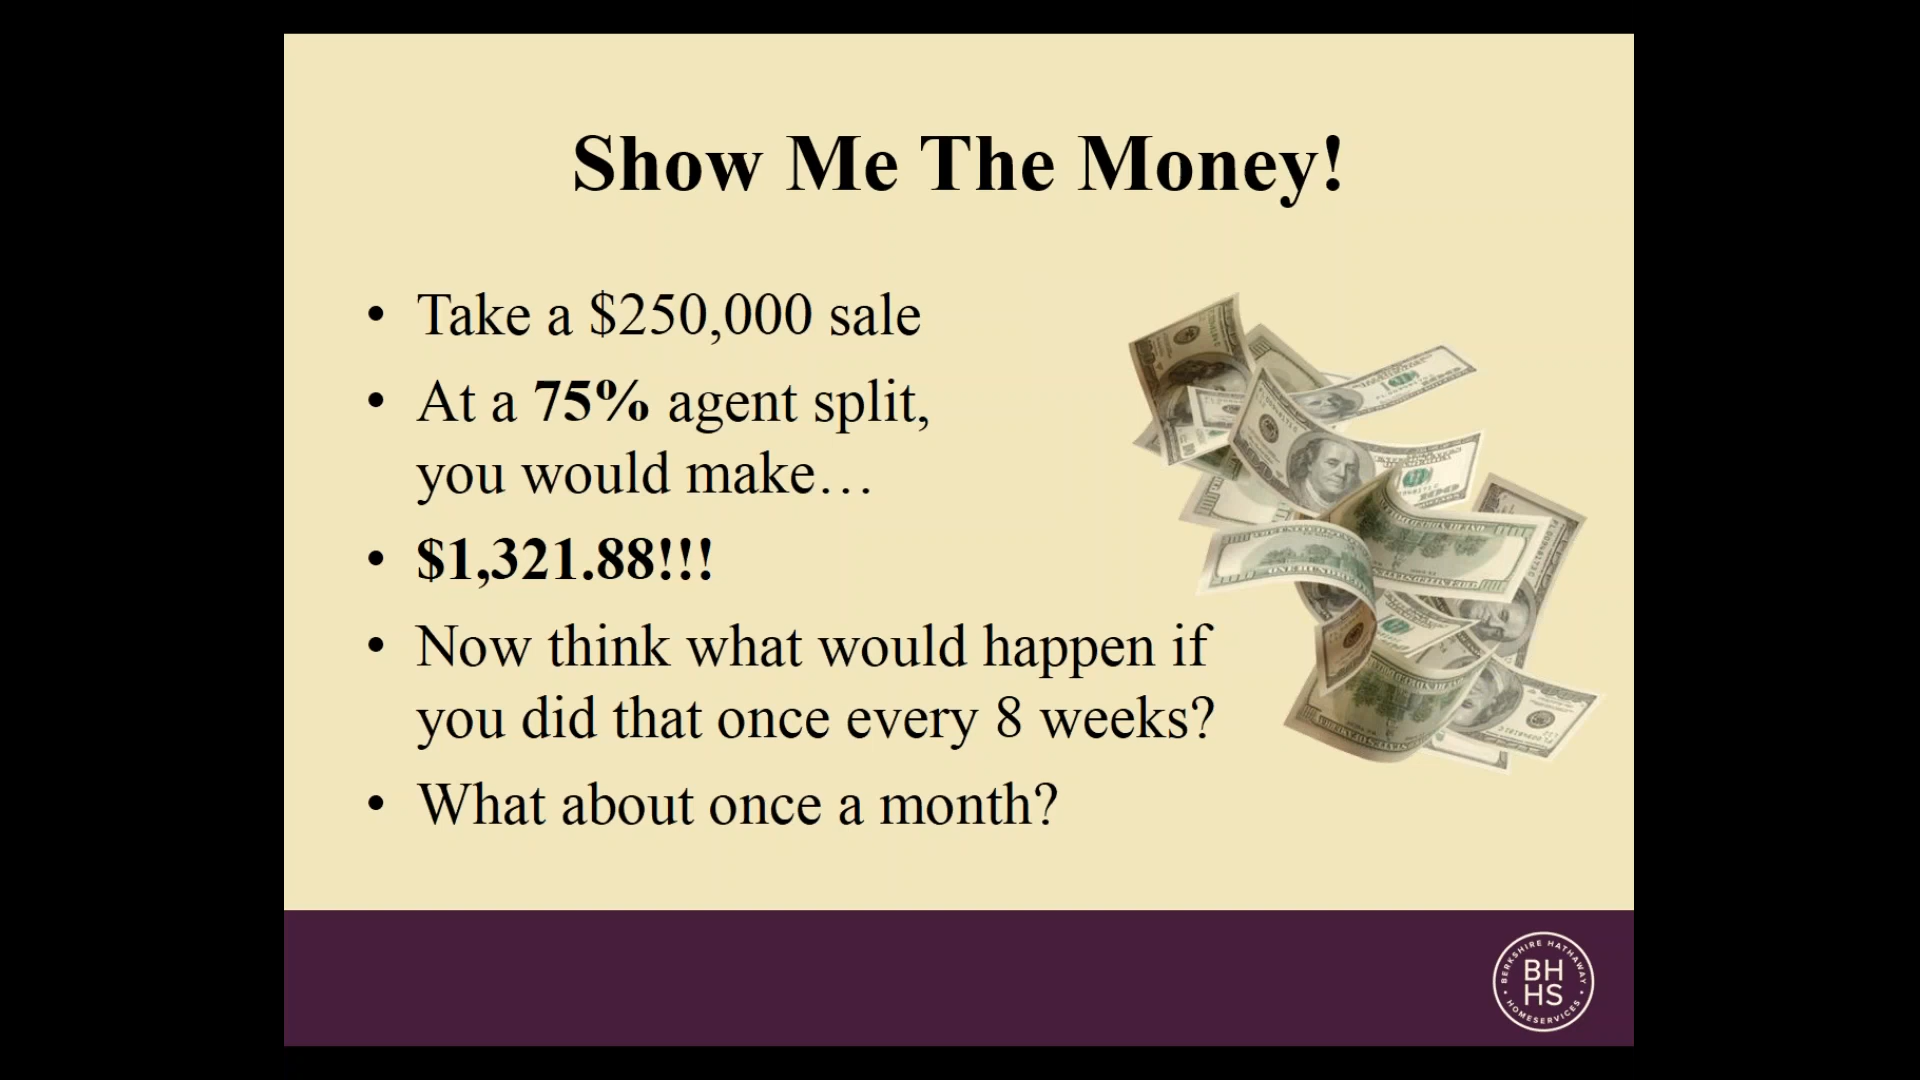 Show Me The Money!
• Take a $250,000 sale
• At a 75% agent split,
you would make…
• $1,321.88!!!
• Now think what would happen if
you did that once every 8 weeks?
• What about once a month?
BERKSHIRE HATHAWAY
BH
HS
HOMESERVICES